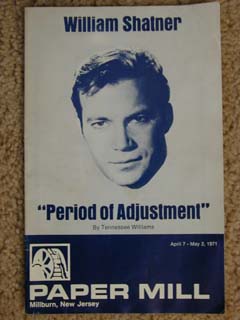 William Shatner
"Period of Adjustment"
By Tennessee Williams
April 7 - May 2, 1971
PAPER MILL
Millburn, New Jersey